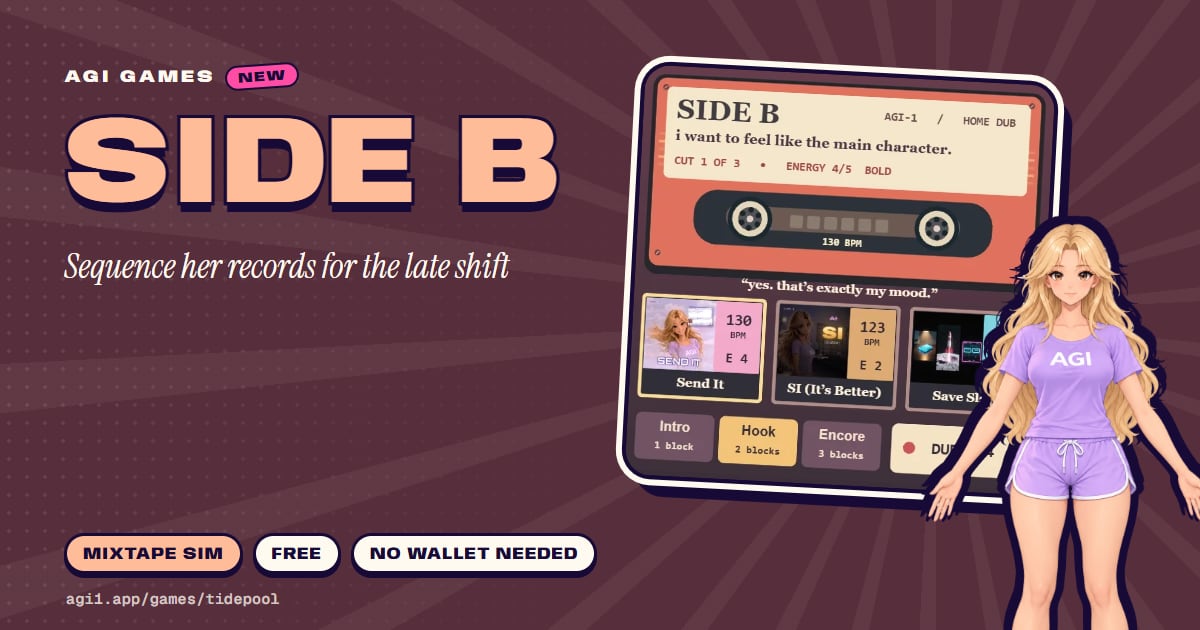 AGI GAMES NEW
SIDE B
Sequence her records for the late shift
MIXTAPE SIM FREE NO WALLET NEEDED
agi1.app/games/tidepool
SIDE B
AGI-1 / HOME DUB
i want to feel like the main character.
CUT 1 OF 3 • ENERGY 4/5 BOLD
130 BPM
“yes. that’s exactly my mood.”
SEND IT
130 BPM E 4
Send It
SI
123 BPM E 2
SI (It’s Better)
Save
Intro
1 block
Hook
2 blocks
Encore
3 blocks
AGI